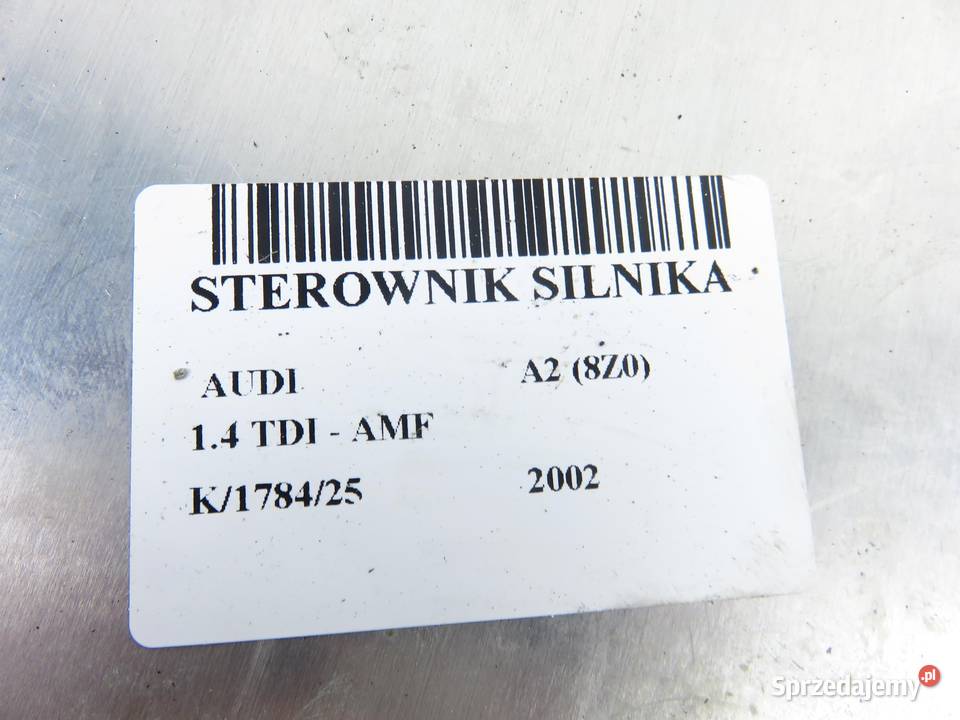 STEROWNIK SILNIKA
AUDI A2 (8Z0)
1.4 TDI - AMF
K/1784/25 2002
Sprzedajemy.pl